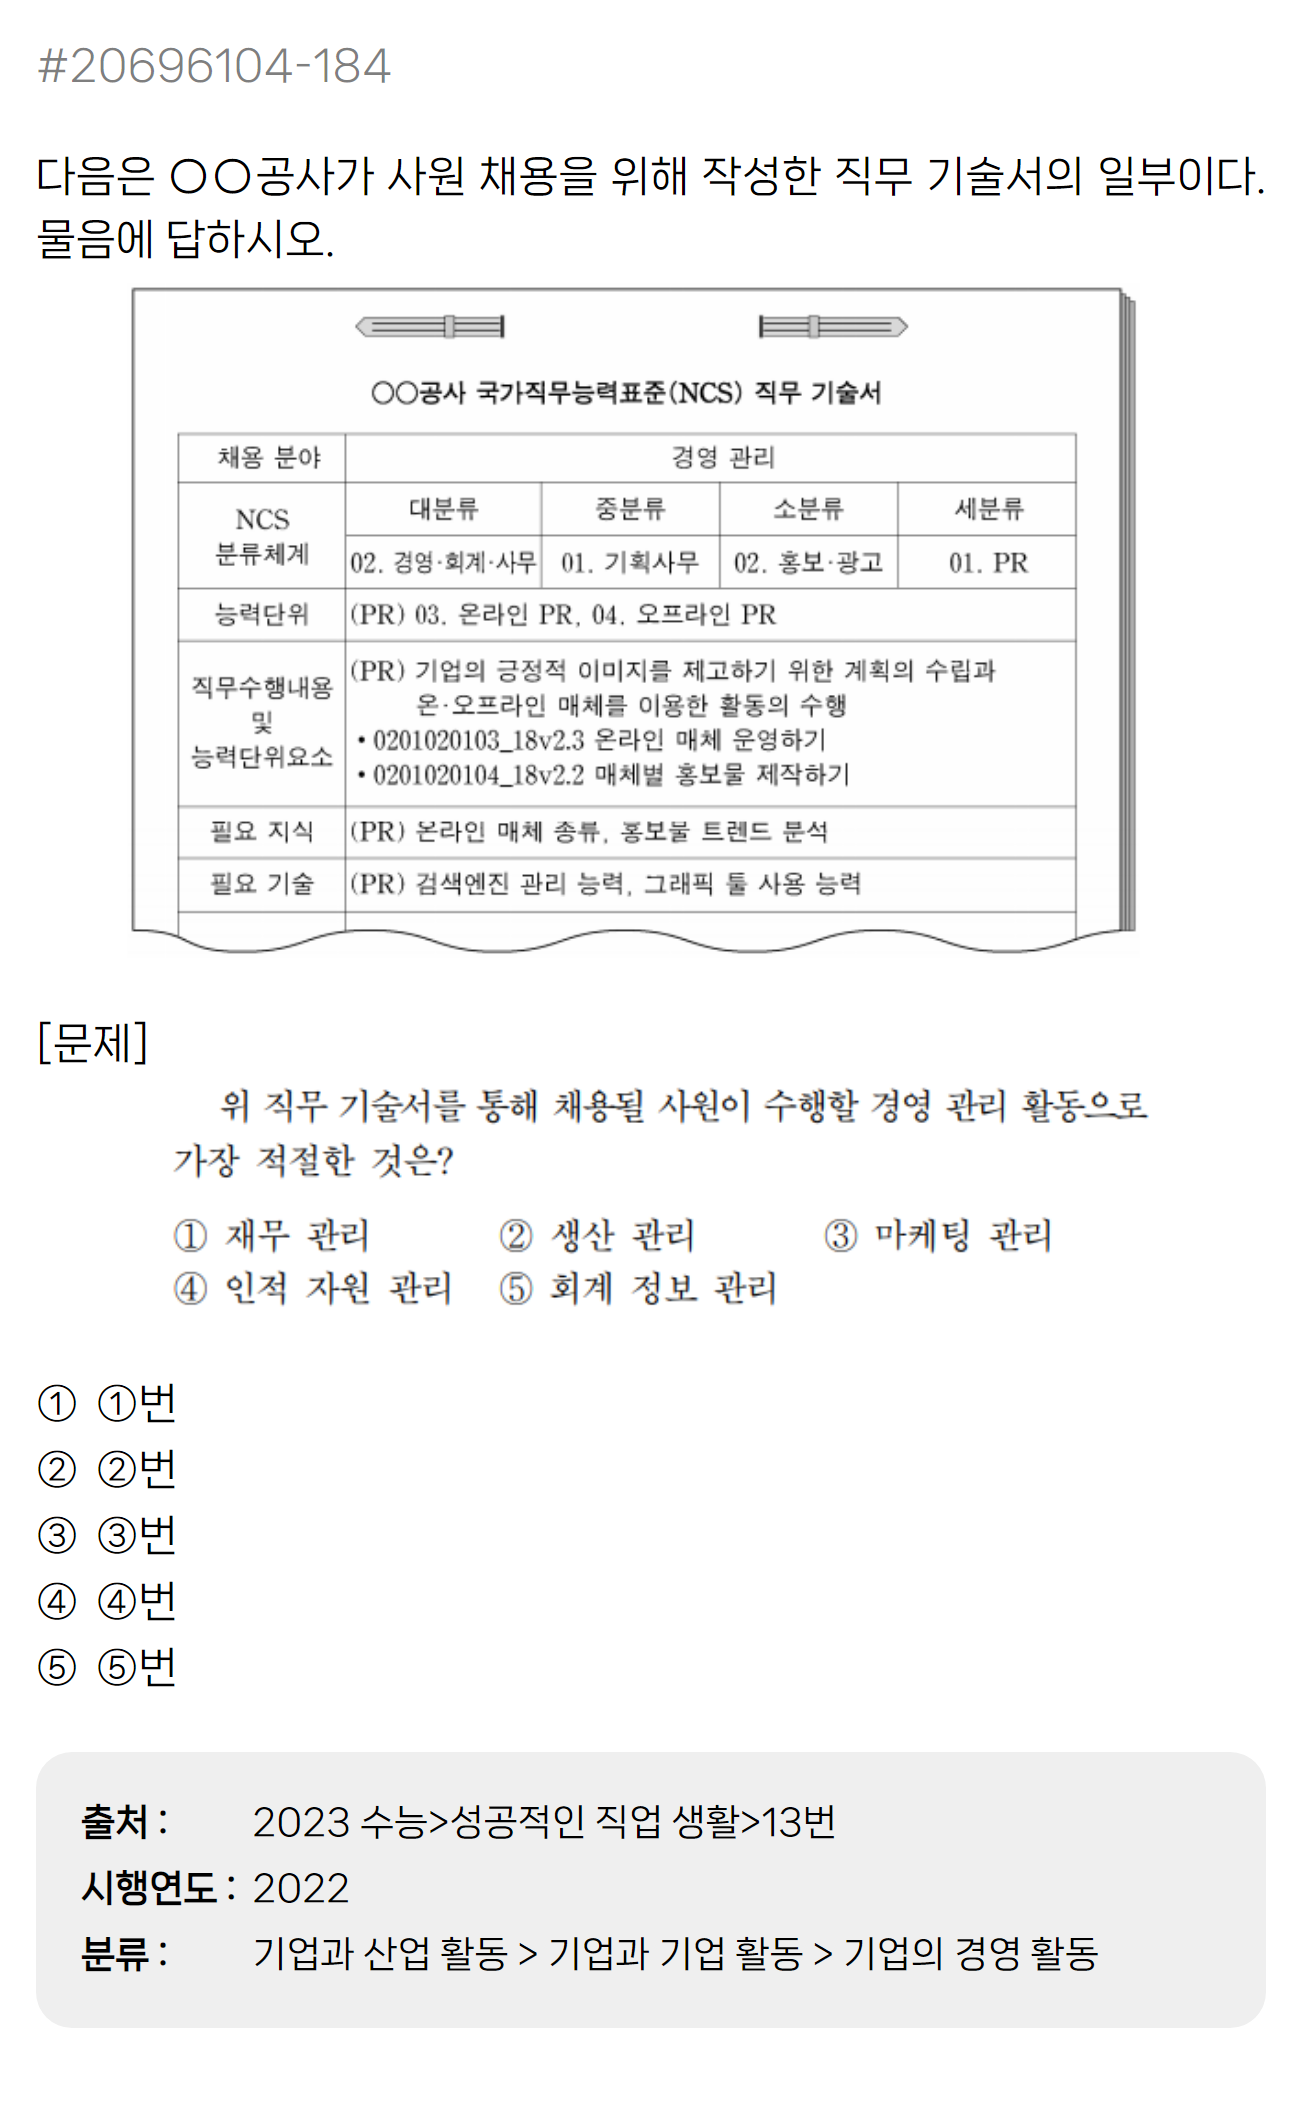 #20696104-184
다음은 ○○공사가 사원 채용을 위해 작성한 직무 기술서의 일부이다.
물음에 답하시오.
○○공사 국가직무능력표준(NCS) 직무 기술서
채용 분야 경영 관리
NCS 분류체계 대분류 중분류 소분류 세분류
02. 경영·회계·사무 01. 기획사무 02. 홍보·광고 01. PR
능력단위 (PR) 03. 온라인 PR, 04. 오프라인 PR
직무수행내용 및 능력단위요소
(PR) 기업의 긍정적 이미지를 제고하기 위한 계획의 수립과
온·오프라인 매체를 이용한 활동의 수행
• 0201020103_18v2.3 온라인 매체 운영하기
• 0201020104_18v2.2 매체별 홍보물 제작하기
필요 지식 (PR) 온라인 매체 종류, 홍보물 트렌드 분석
필요 기술 (PR) 검색엔진 관리 능력, 그래픽 툴 사용 능력
[문제]
위 직무 기술서를 통해 채용될 사원이 수행할 경영 관리 활동으로
가장 적절한 것은?
① 재무 관리 ② 생산 관리 ③ 마케팅 관리
④ 인적 자원 관리 ⑤ 회계 정보 관리
① ①번
② ②번
③ ③번
④ ④번
⑤ ⑤번
출처 : 2023 수능>성공적인 직업 생활>13번
시행연도 : 2022
분류 : 기업과 산업 활동 > 기업과 기업 활동 > 기업의 경영 활동